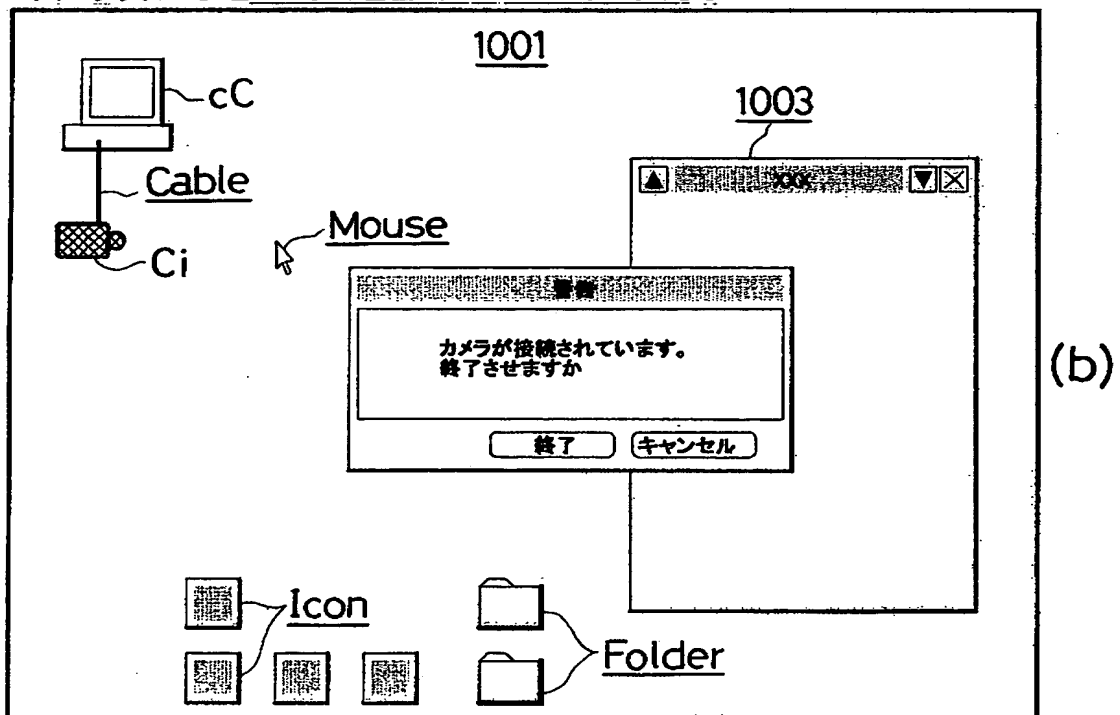 1001
cC
1003
Cable
xxx
Mouse
Ci
警告
カメラが接続されています。
終了させますか
(b)
終了
キャンセル
Icon
Folder